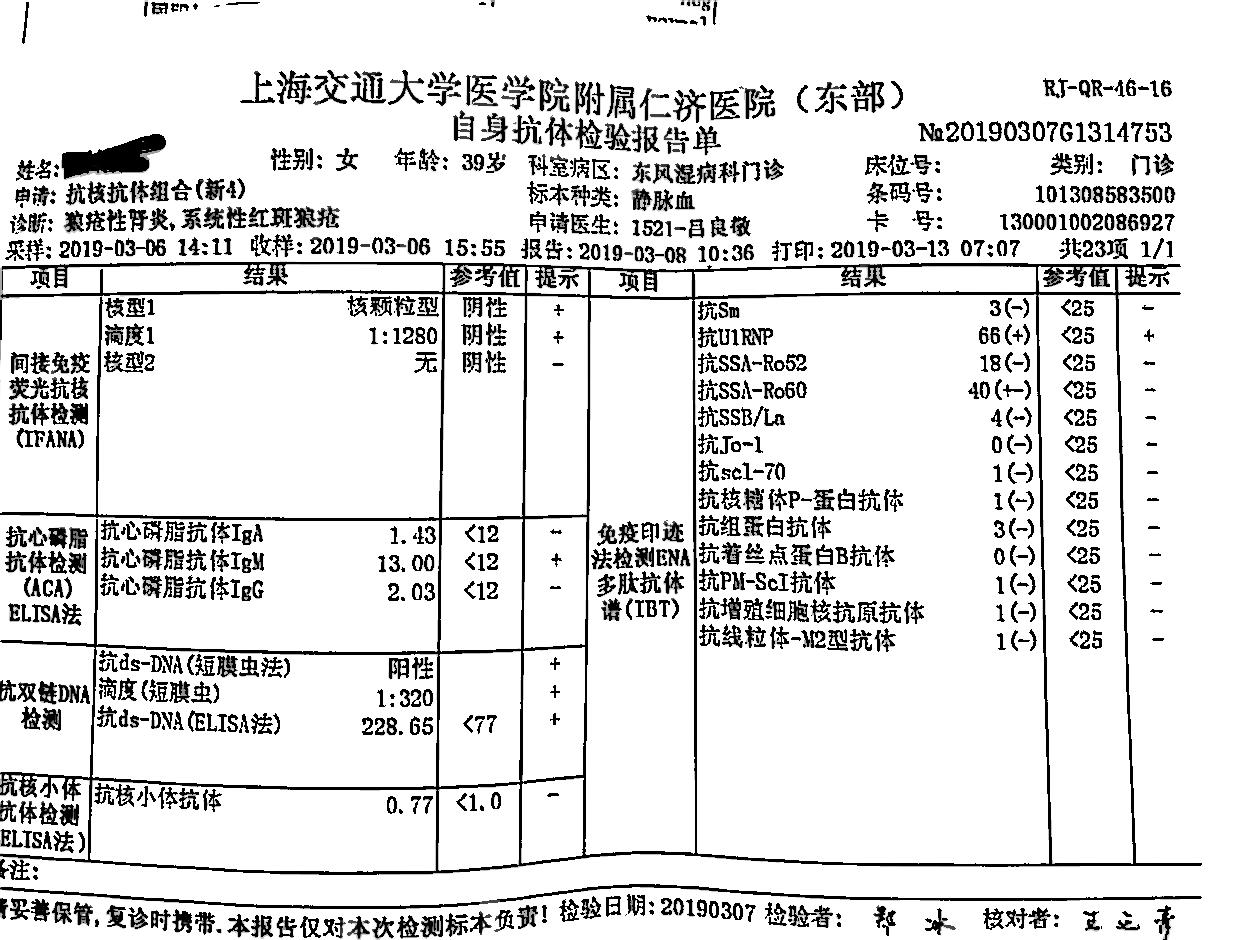 上海交通大学医学院附属仁济医院（东部）
RJ-QR-46-16
自身抗体检验报告单
№20190307G1314753
姓名: 性别: 女 年龄: 39岁 科室病区: 东风湿病科门诊 床位号: 类别: 门诊
申请: 抗核抗体组合(新4) 标本种类: 静脉血 条码号: 101308583500
诊断: 狼疮性肾炎, 系统性红斑狼疮 申请医生: 1521-吕良敬 卡 号: 130001002086927
采样: 2019-03-06 14:11 收样: 2019-03-06 15:55 报告: 2019-03-08 10:36 打印: 2019-03-13 07:07 共23项 1/1
项目 结果 参考值 提示
间接免疫
荧光抗核
抗体检测
(IFANA)
核型1 核颗粒型 阴性 +
滴度1 1:1280 阴性 +
核型2 无 阴性 -
抗心磷脂
抗体检测
(ACA)
ELISA法
抗心磷脂抗体IgA 1.43 <12 -
抗心磷脂抗体IgM 13.00 <12 +
抗心磷脂抗体IgG 2.03 <12 -
抗双链DNA
检测
抗ds-DNA(短膜虫法) 阳性 +
滴度(短膜虫) 1:320 +
抗ds-DNA(ELISA法) 228.65 <77 +
抗核小体
抗体检测
ELISA法)
抗核小体抗体 0.77 <1.0 -
项目 结果 参考值 提示
免疫印迹
法检测ENA
多肽抗体
谱(IBT)
抗Sm 3(-) <25 -
抗U1RNP 66(+) <25 +
抗SSA-Ro52 18(-) <25 -
抗SSA-Ro60 40(+-) <25 -
抗SSB/La 4(-) <25 -
抗Jo-1 0(-) <25 -
抗scl-70 1(-) <25 -
抗核糖体P-蛋白抗体 1(-) <25 -
抗组蛋白抗体 3(-) <25 -
抗着丝点蛋白B抗体 0(-) <25 -
抗PM-ScI抗体 1(-) <25 -
抗增殖细胞核抗原抗体 1(-) <25 -
抗线粒体-M2型抗体 1(-) <25 -
备注:
请妥善保管, 复诊时携带. 本报告仅对本次检测标本负责! 检验日期: 20190307 检验者: 核对者: